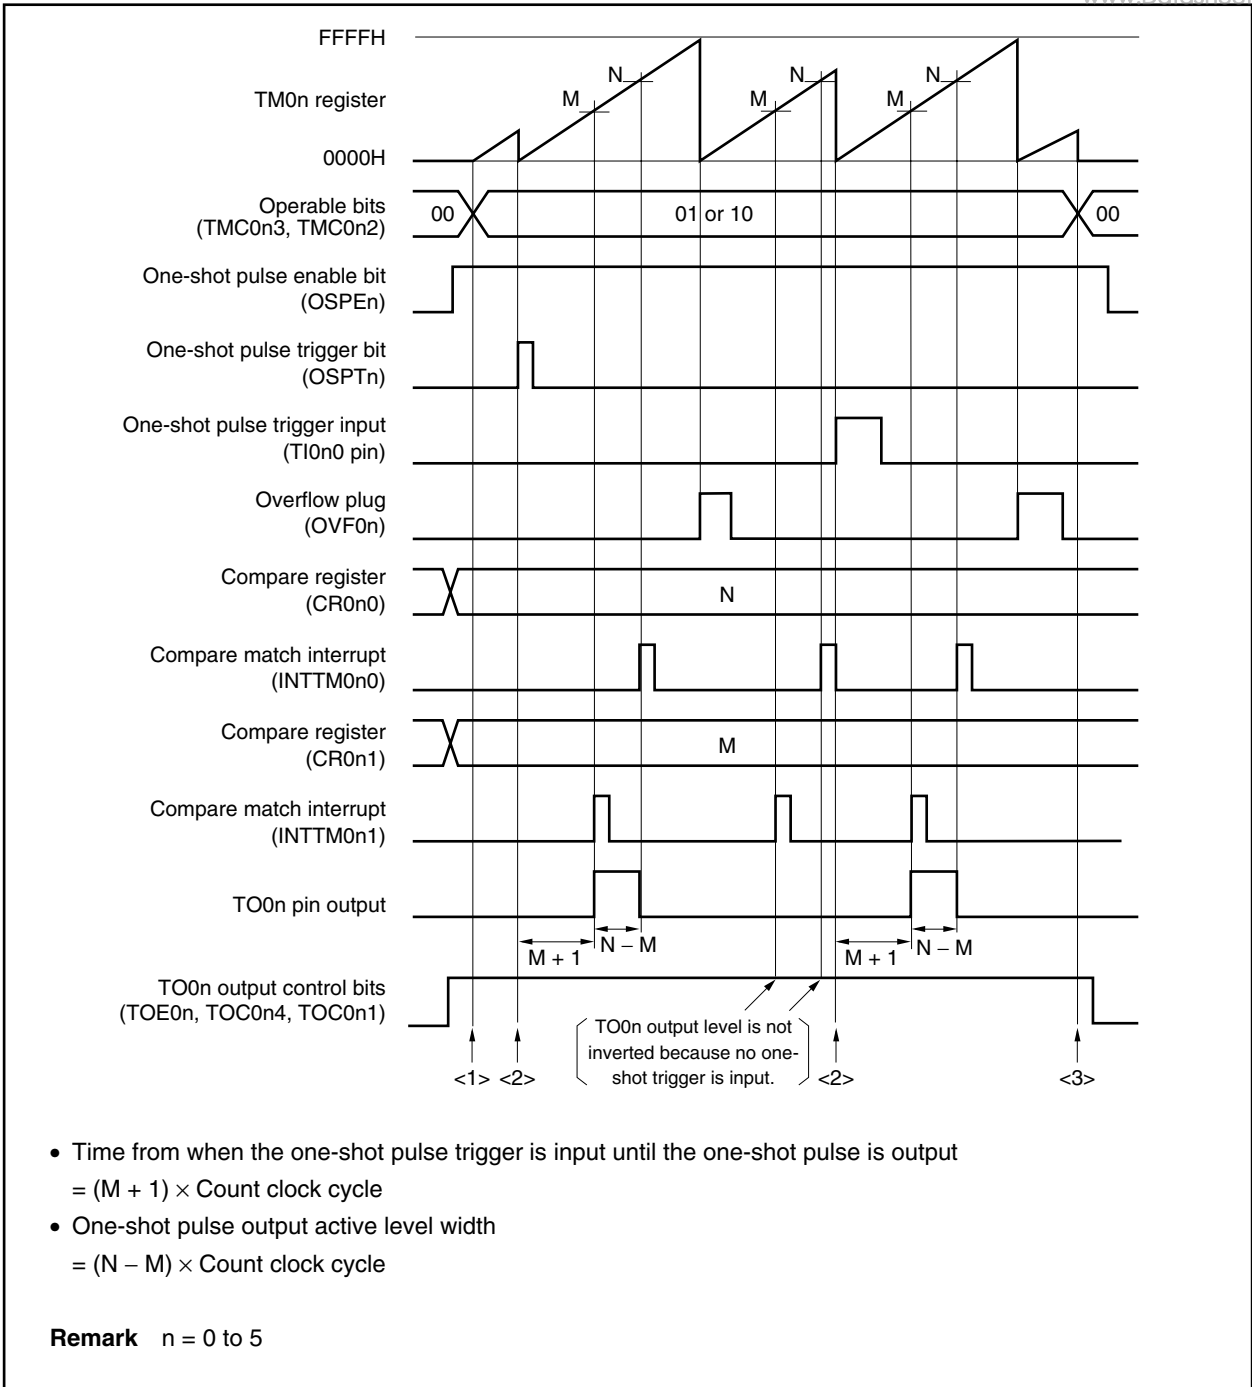 FFFFH
TM0n register
N
M
N
M
N
M
0000H
Operable bits
(TMC0n3, TMC0n2)
00
01 or 10
00
One-shot pulse enable bit
(OSPEn)
One-shot pulse trigger bit
(OSPTn)
One-shot pulse trigger input
(TI0n0 pin)
Overflow plug
(OVF0n)
Compare register
(CR0n0)
N
Compare match interrupt
(INTTM0n0)
Compare register
(CR0n1)
M
Compare match interrupt
(INTTM0n1)
TO0n pin output
M + 1
N – M
M + 1
N – M
TO0n output control bits
(TOE0n, TOC0n4, TOC0n1)
TO0n output level is not
inverted because no one-
shot trigger is input.
<1> <2> <2> <3>
• Time from when the one-shot pulse trigger is input until the one-shot pulse is output
= (M + 1) × Count clock cycle
• One-shot pulse output active level width
= (N – M) × Count clock cycle
Remark n = 0 to 5